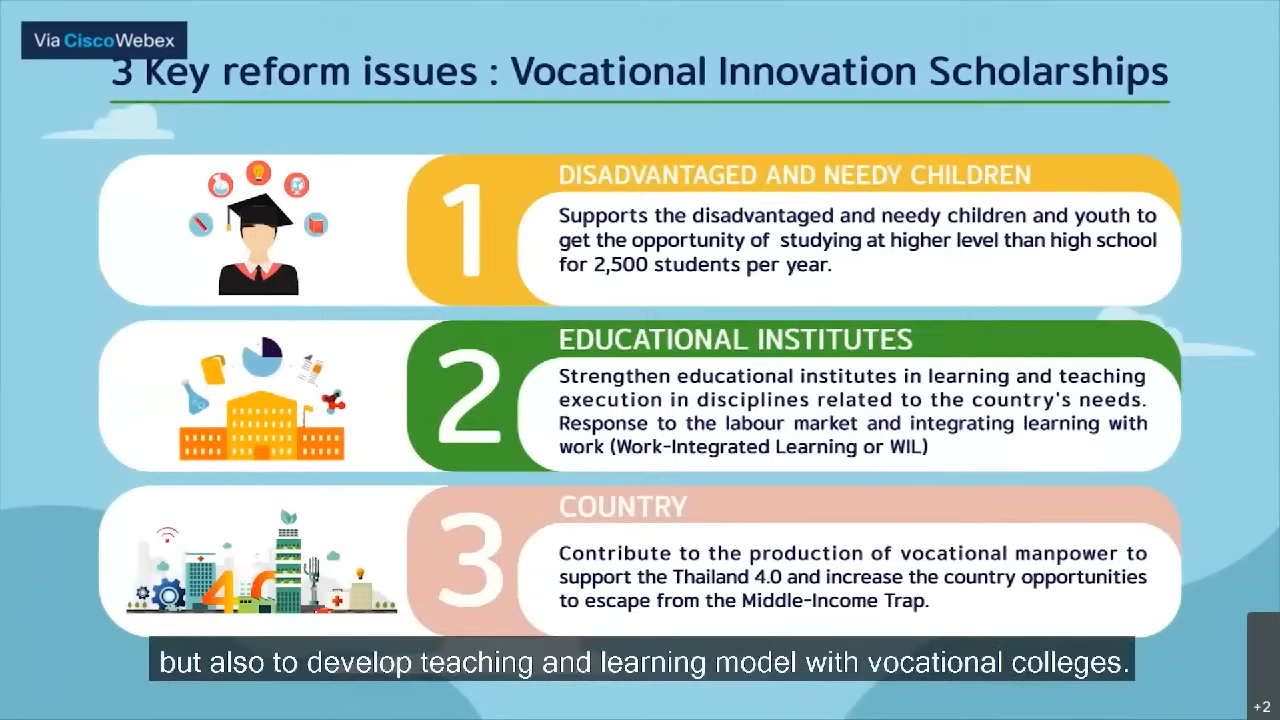 Via CiscoWebex
3 Key reform issues : Vocational Innovation Scholarships
1
DISADVANTAGED AND NEEDY CHILDREN
Supports the disadvantaged and needy children and youth to
get the opportunity of studying at higher level than high school
for 2,500 students per year.
2
EDUCATIONAL INSTITUTES
Strengthen educational institutes in learning and teaching
execution in disciplines related to the country's needs.
Response to the labour market and integrating learning with
work (Work-Integrated Learning or WIL)
4.0
3
COUNTRY
Contribute to the production of vocational manpower to
support the Thailand 4.0 and increase the country opportunities
to escape from the Middle-Income Trap.
but also to develop teaching and learning model with vocational colleges.
+2